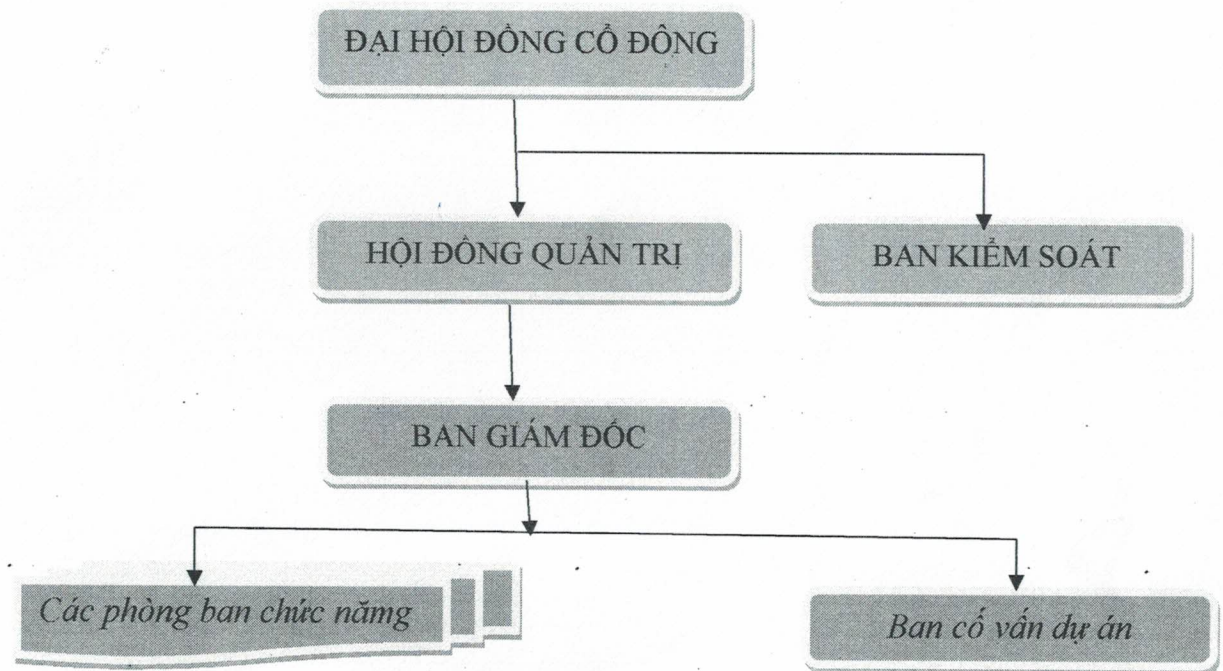 ĐẠI HỘI ĐỒNG CỔ ĐÔNG
HỘI ĐỒNG QUẢN TRỊ
BAN KIỂM SOÁT
BAN GIÁM ĐỐC
Các phòng ban chức nămg
Ban cố vấn dự án